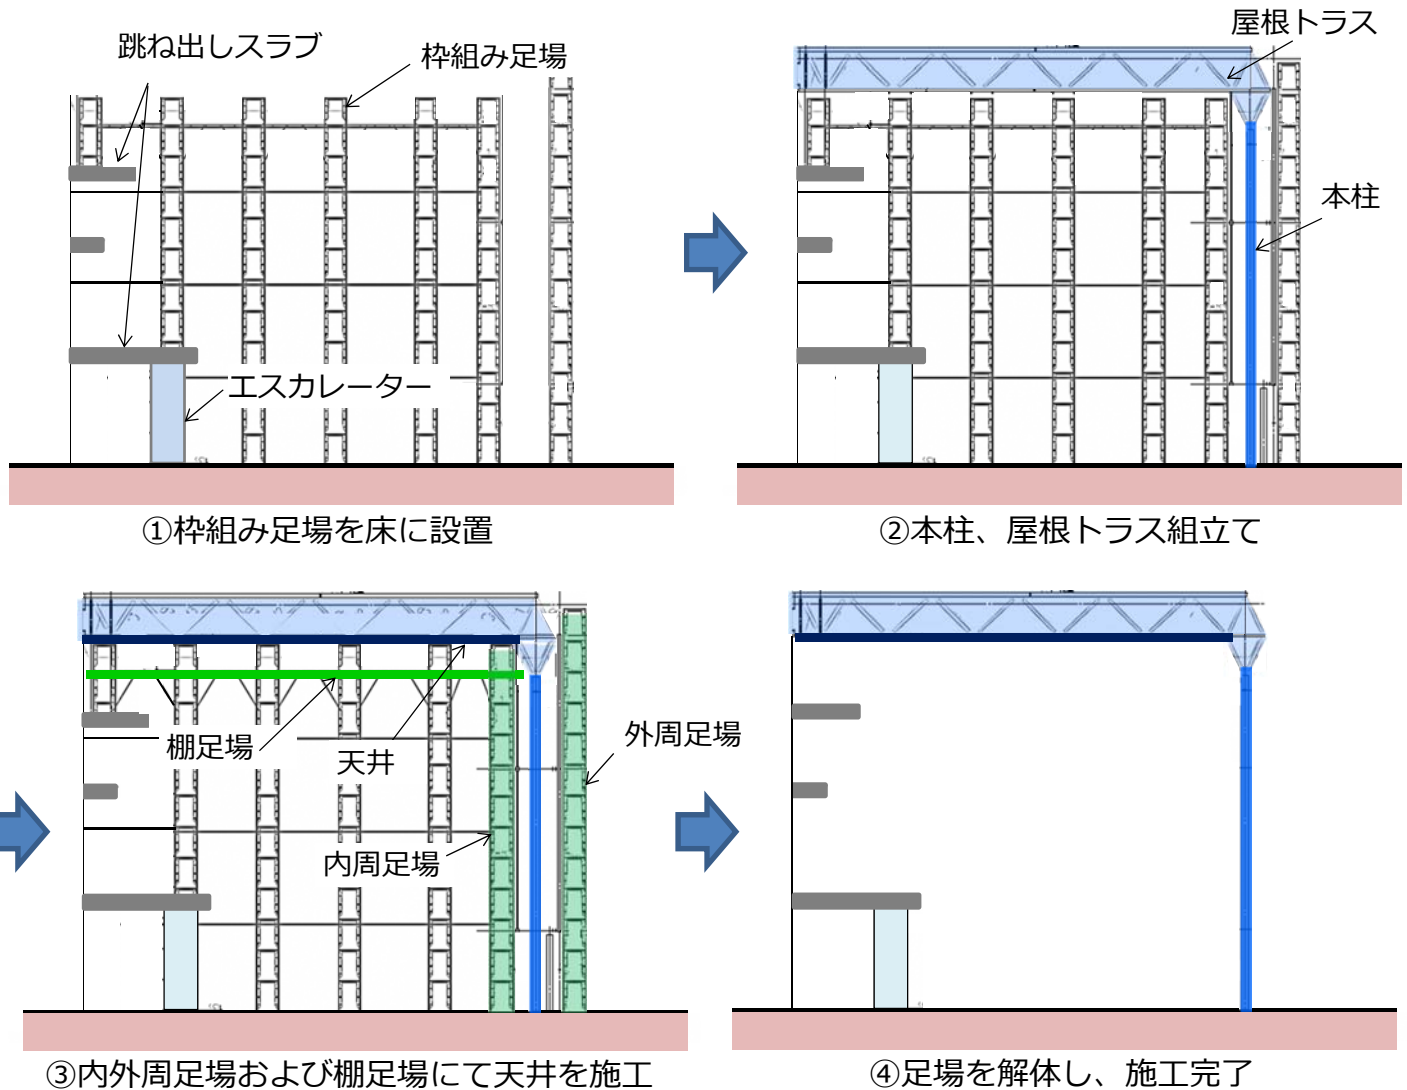 跳ね出しスラブ
枠組み足場
エスカレーター
①枠組み足場を床に設置
屋根トラス
本柱
②本柱、屋根トラス組立て
棚足場
天井
内周足場
外周足場
③内外周足場および棚足場にて天井を施工
④足場を解体し、施工完了